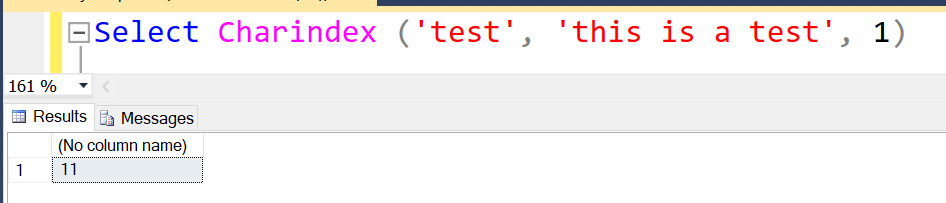 Select Charindex ('test', 'this is a test', 1)
161 %
Results Messages
(No column name)
1 11